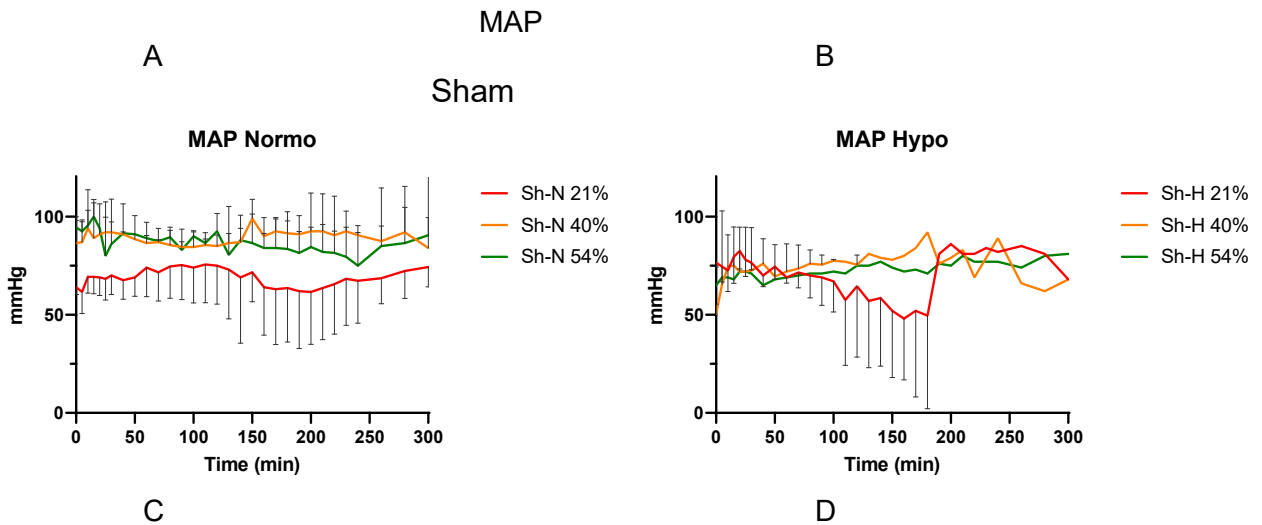 MAP
A B
Sham
MAP Normo
mmHg
100
50
0
0 50 100 150 200 250 300
Time (min)
Sh-N 21%
Sh-N 40%
Sh-N 54%
MAP Hypo
mmHg
100
50
0
0 50 100 150 200 250 300
Time (min)
Sh-H 21%
Sh-H 40%
Sh-H 54%
C D